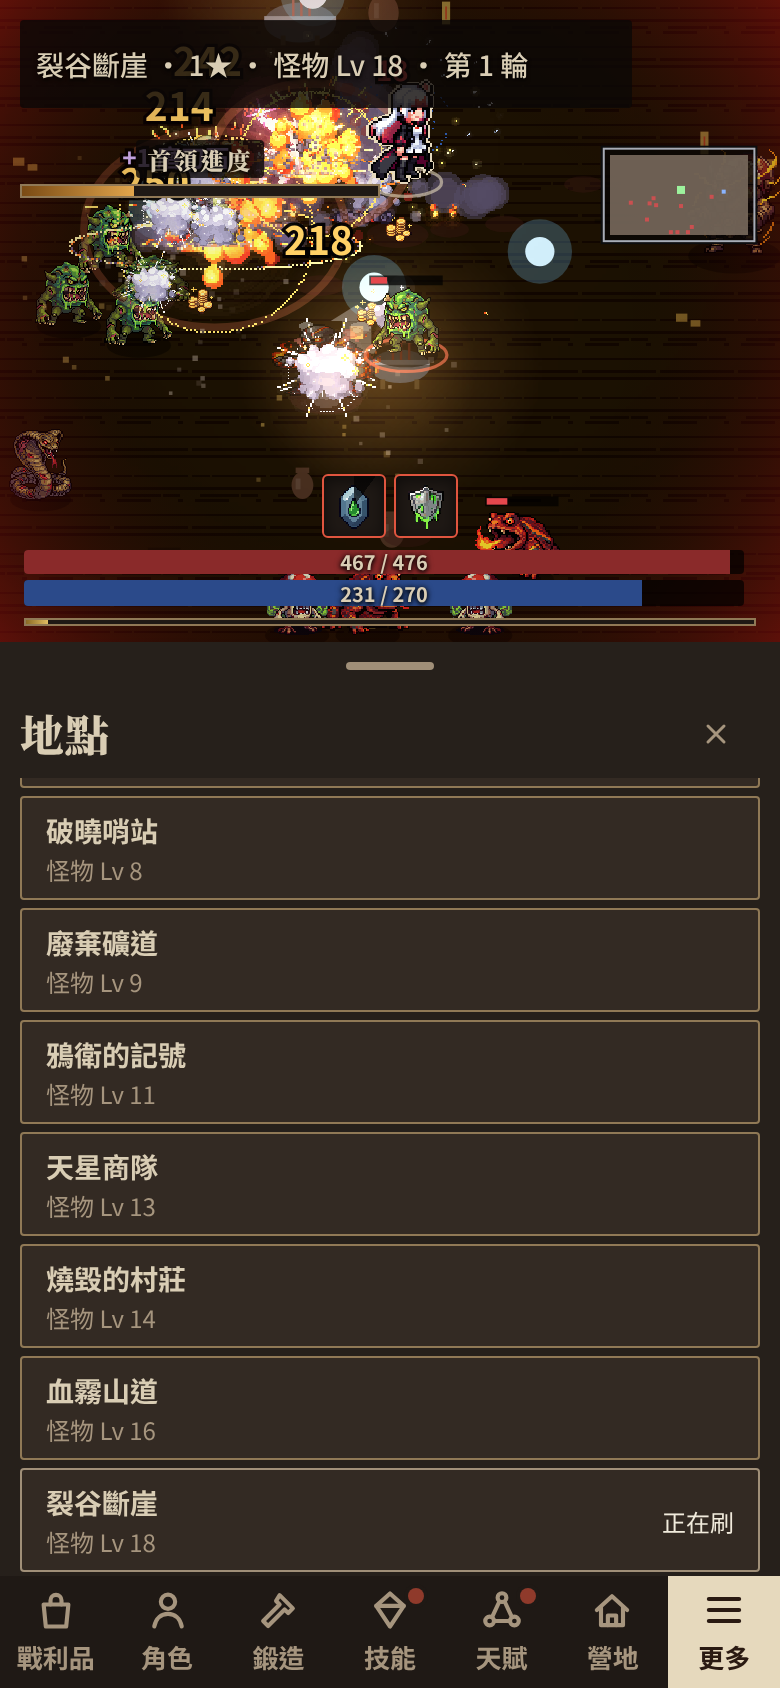 裂谷斷崖 · 1★ · 怪物 Lv 18 · 第 1 輪
242
214
首領進度
218
467 / 476
231 / 270
地點
破曉哨站
怪物 Lv 8
廢棄礦道
怪物 Lv 9
鴉衛的記號
怪物 Lv 11
天星商隊
怪物 Lv 13
燒毀的村莊
怪物 Lv 14
血霧山道
怪物 Lv 16
裂谷斷崖
正在刷
怪物 Lv 18
戰利品
角色
鍛造
技能
天賦
營地
更多